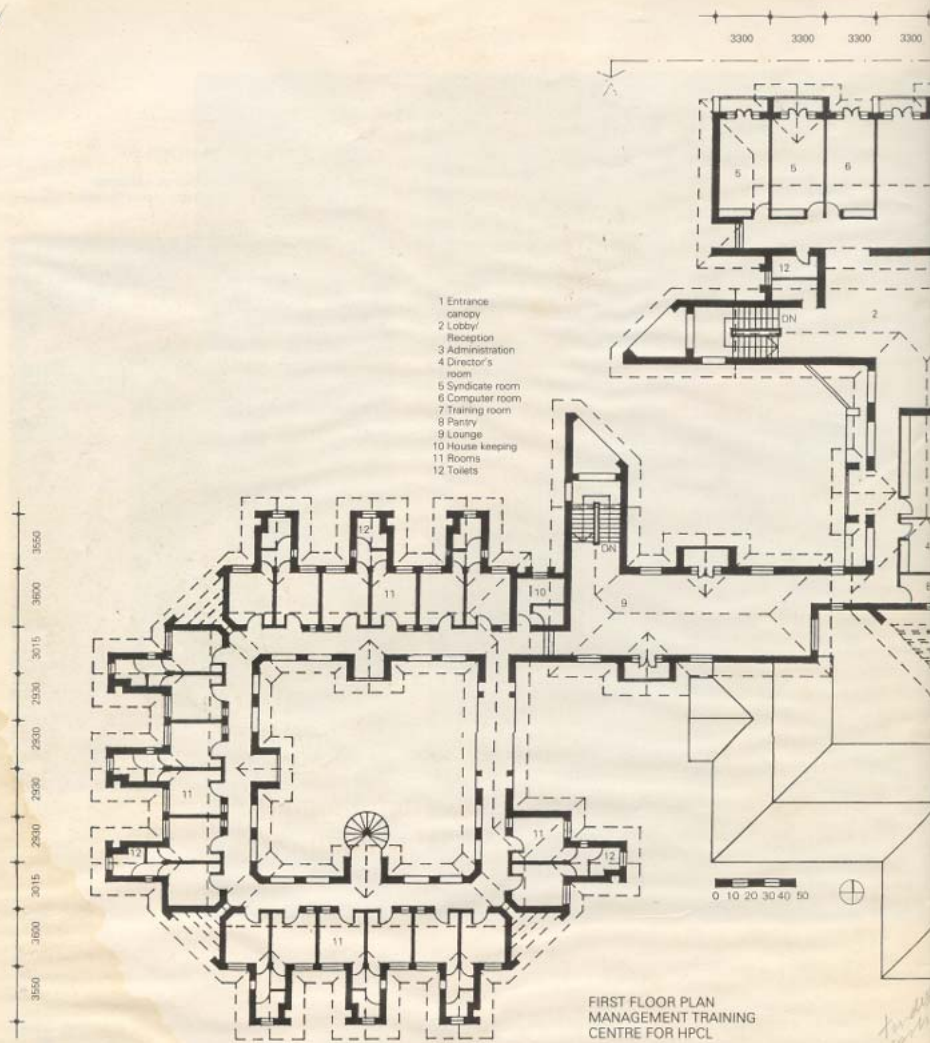 3300 3300 3300 3300
5 5 6
12
DN
2
1 Entrance
canopy
2 Lobby/
Reception
3 Administration
4 Director's
room
5 Syndicate room
6 Computer room
7 Training room
8 Pantry
9 Lounge
10 House keeping
11 Rooms
12 Toilets
3550
3600
3015
2930
2930
2930
2930
3015
3600
3550
12
11
10
DN
9
4
8
11
12
11
12
11
0 10 20 30 40 50
FIRST FLOOR PLAN
MANAGEMENT TRAINING
CENTRE FOR HPCL